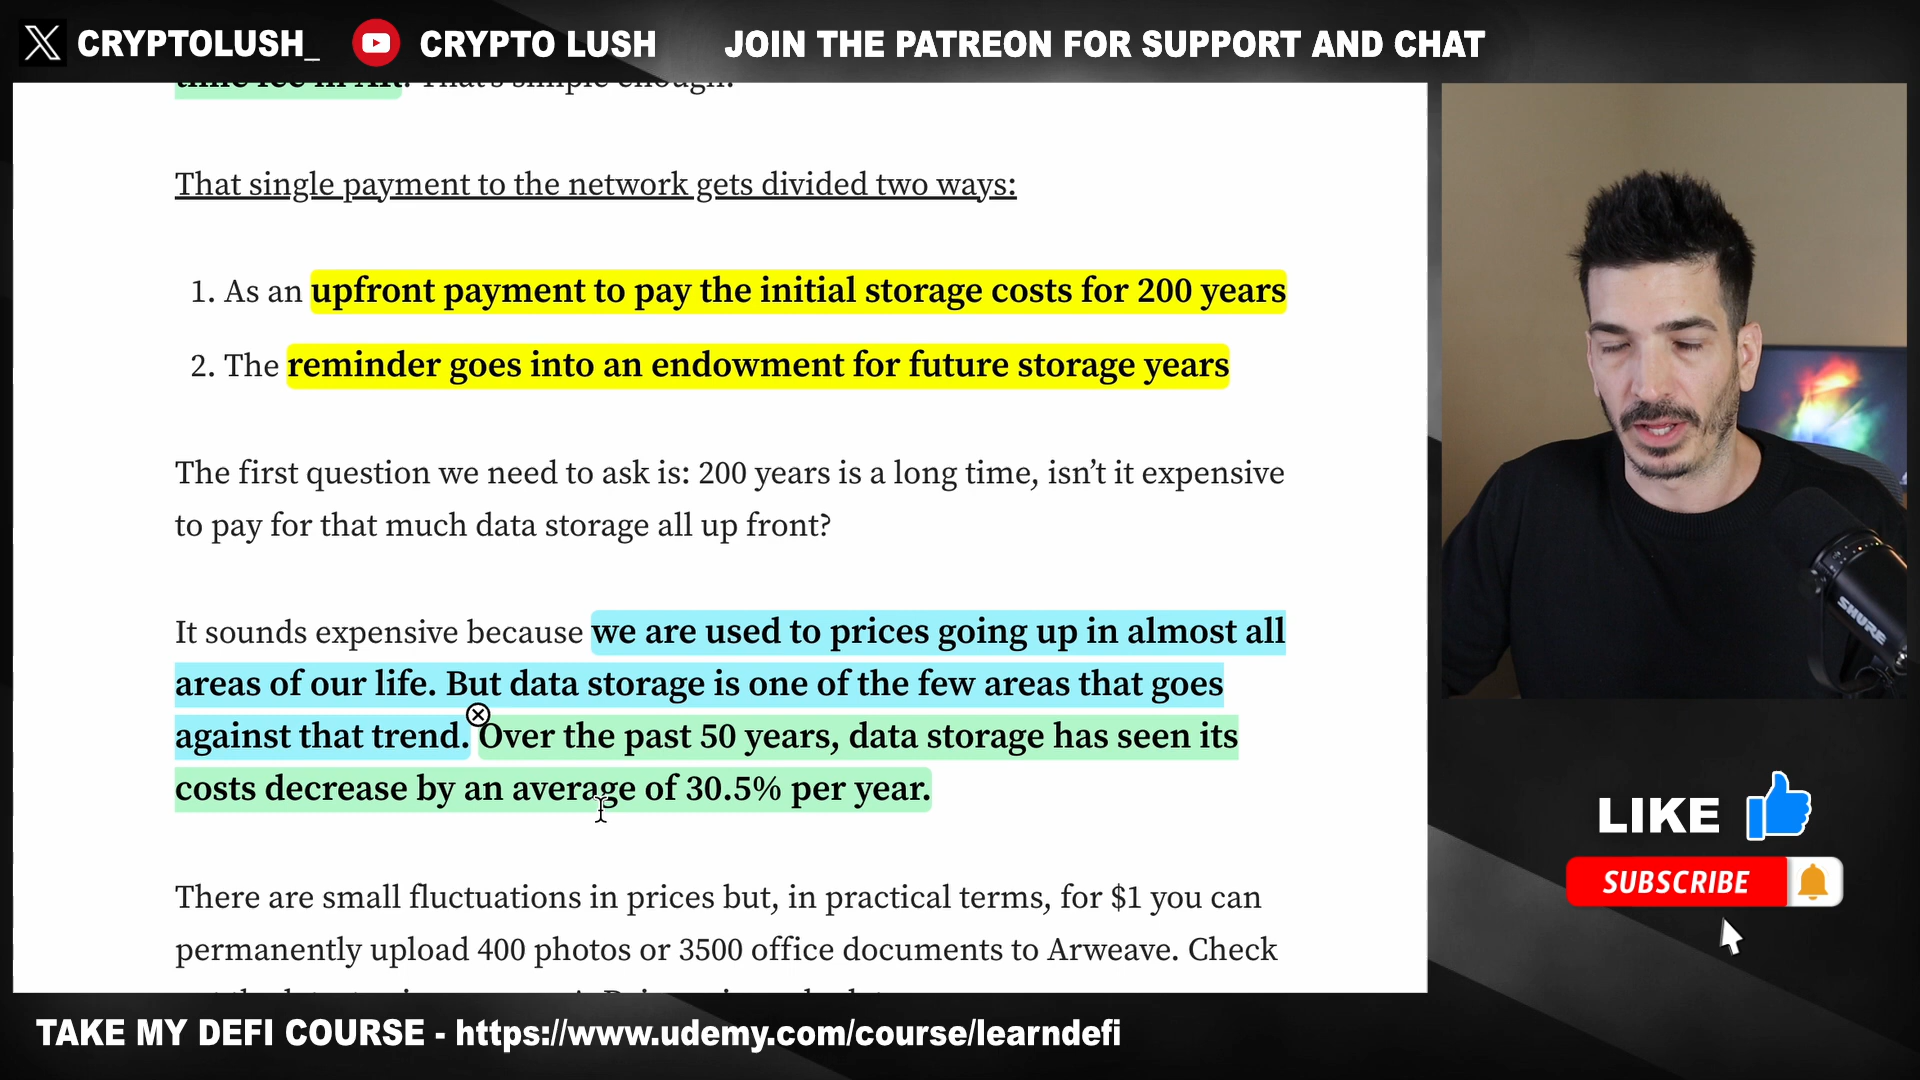 CRYPTOLUSH_ CRYPTO LUSH JOIN THE PATREON FOR SUPPORT AND CHAT
time fee in AR. That's simple enough.
That single payment to the network gets divided two ways:
1. As an upfront payment to pay the initial storage costs for 200 years
2. The reminder goes into an endowment for future storage years
The first question we need to ask is: 200 years is a long time, isn’t it expensive
to pay for that much data storage all up front?
It sounds expensive because we are used to prices going up in almost all
areas of our life. But data storage is one of the few areas that goes
against that trend. Over the past 50 years, data storage has seen its
costs decrease by an average of 30.5% per year.
There are small fluctuations in prices but, in practical terms, for $1 you can
permanently upload 400 photos or 3500 office documents to Arweave. Check
SHURE
LIKE
SUBSCRIBE
TAKE MY DEFI COURSE - https://www.udemy.com/course/learndefi